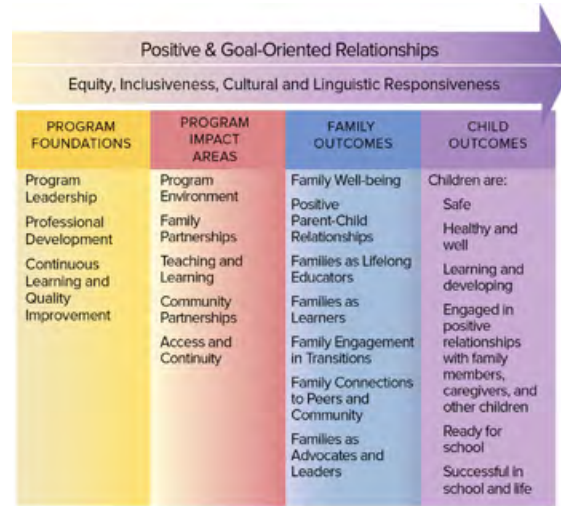 Positive & Goal-Oriented Relationships
Equity, Inclusiveness, Cultural and Linguistic Responsiveness
PROGRAM
FOUNDATIONS
Program
Leadership
Professional
Development
Continuous
Learning and
Quality
Improvement
PROGRAM
IMPACT
AREAS
Program
Environment
Family
Partnerships
Teaching and
Learning
Community
Partnerships
Access and
Continuity
FAMILY
OUTCOMES
Family Well-being
Positive
Parent-Child
Relationships
Families as Lifelong
Educators
Families as
Learners
Family Engagement
in Transitions
Family Connections
to Peers and
Community
Families as
Advocates and
Leaders
CHILD
OUTCOMES
Children are:
Safe
Healthy and
well
Learning and
developing
Engaged in
positive
relationships
with family
members,
caregivers, and
other children
Ready for
school
Successful in
school and life